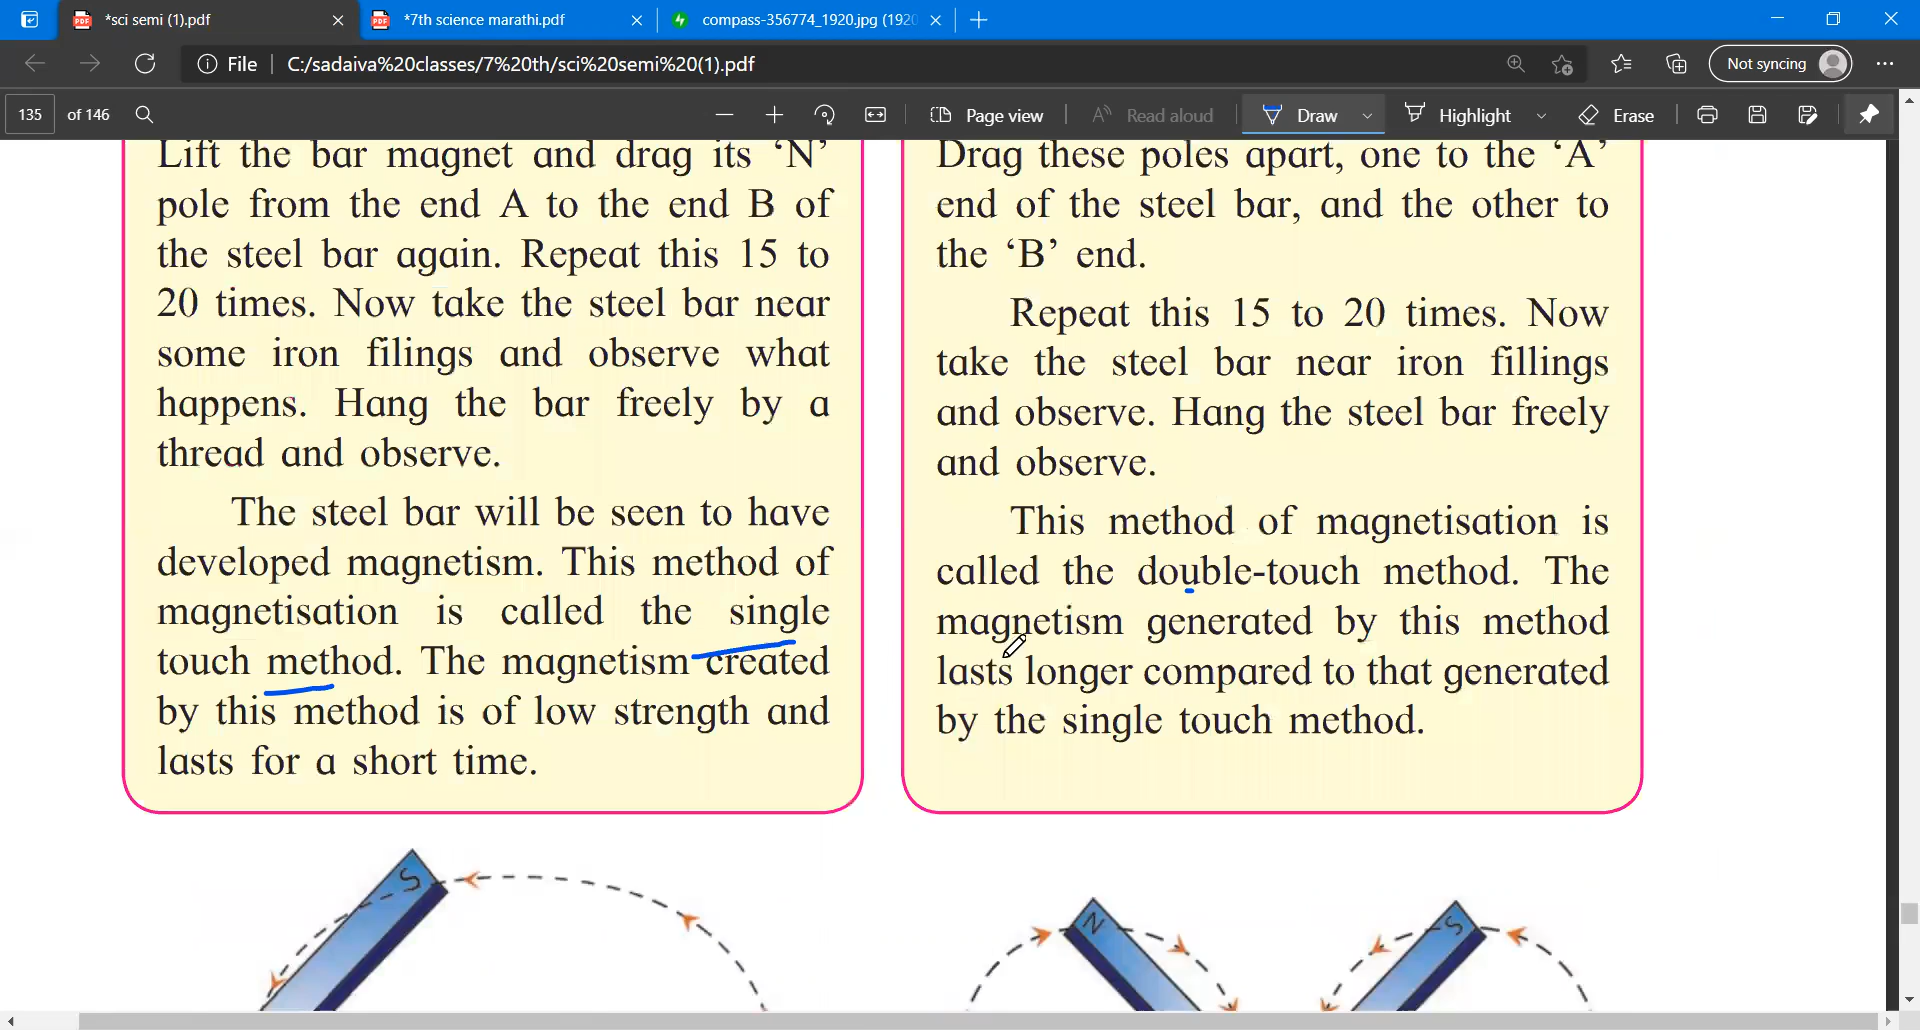 *sci semi (1).pdf
*7th science marathi.pdf
compass-356774_1920.jpg (1920
File
C:/sadaiva%20classes/7%20th/sci%20semi%20(1).pdf
Not syncing
135 of 146
Page view
Read aloud
Draw
Highlight
Erase
Lift the bar magnet and drag its ‘N’
pole from the end A to the end B of
the steel bar again. Repeat this 15 to
20 times. Now take the steel bar near
some iron filings and observe what
happens. Hang the bar freely by a
thread and observe.
The steel bar will be seen to have
developed magnetism. This method of
magnetisation is called the single
touch method. The magnetism created
by this method is of low strength and
lasts for a short time.
Drag these poles apart, one to the ‘A’
end of the steel bar, and the other to
the ‘B’ end.
Repeat this 15 to 20 times. Now
take the steel bar near iron fillings
and observe. Hang the steel bar freely
and observe.
This method of magnetisation is
called the double-touch method. The
magnetism generated by this method
lasts longer compared to that generated
by the single touch method.
S
N
S